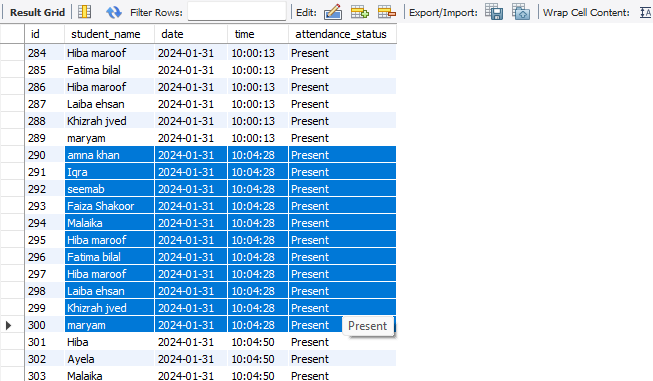 Result Grid Filter Rows: Edit: Export/Import: Wrap Cell Content:
id student_name date time attendance_status
284 Hiba maroof 2024-01-31 10:00:13 Present
285 Fatima bilal 2024-01-31 10:00:13 Present
286 Hiba maroof 2024-01-31 10:00:13 Present
287 Laiba ehsan 2024-01-31 10:00:13 Present
288 Khizrah jved 2024-01-31 10:00:13 Present
289 maryam 2024-01-31 10:00:13 Present
290 amna khan 2024-01-31 10:04:28 Present
291 Iqra 2024-01-31 10:04:28 Present
292 seemab 2024-01-31 10:04:28 Present
293 Faiza Shakoor 2024-01-31 10:04:28 Present
294 Malaika 2024-01-31 10:04:28 Present
295 Hiba maroof 2024-01-31 10:04:28 Present
296 Fatima bilal 2024-01-31 10:04:28 Present
297 Hiba maroof 2024-01-31 10:04:28 Present
298 Laiba ehsan 2024-01-31 10:04:28 Present
299 Khizrah jved 2024-01-31 10:04:28 Present
300 maryam 2024-01-31 10:04:28 Present Present
301 Hiba 2024-01-31 10:04:50 Present
302 Ayela 2024-01-31 10:04:50 Present
303 Malaika 2024-01-31 10:04:50 Present